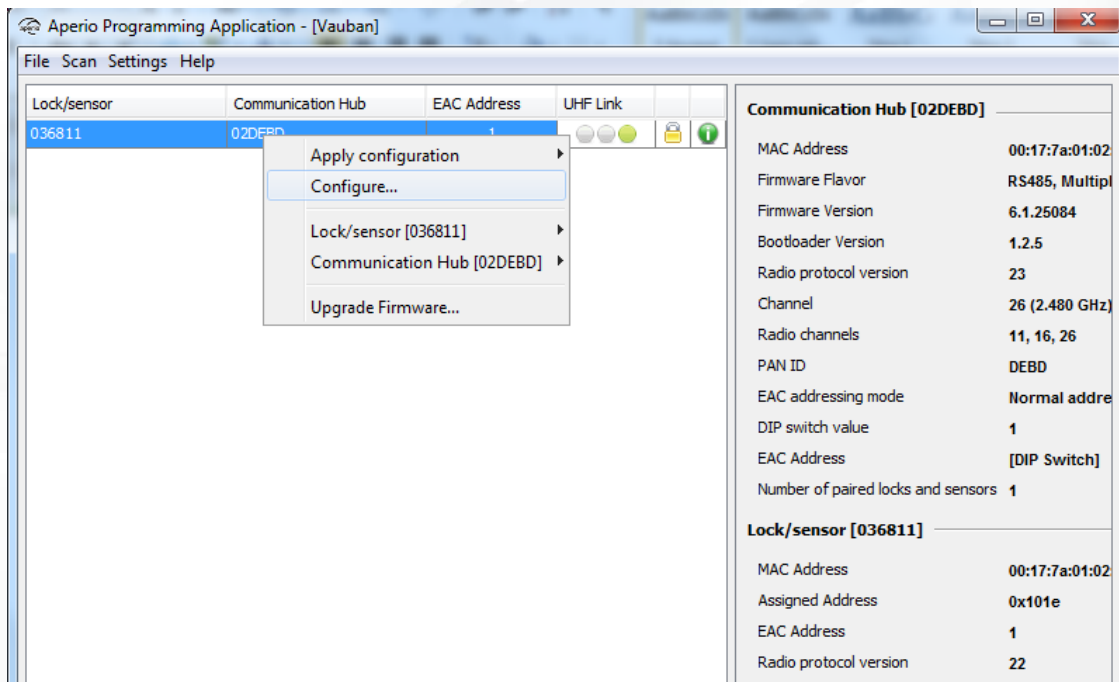 Aperio Programming Application - [Vauban]
File Scan Settings Help
Lock/sensor Communication Hub EAC Address UHF Link
036811 02DEBD 1
Apply configuration
Configure...
Lock/sensor [036811]
Communication Hub [02DEBD]
Upgrade Firmware...
Communication Hub [02DEBD]
MAC Address 00:17:7a:01:02
Firmware Flavor RS485, Multipl
Firmware Version 6.1.25084
Bootloader Version 1.2.5
Radio protocol version 23
Channel 26 (2.480 GHz)
Radio channels 11, 16, 26
PAN ID DEBD
EAC addressing mode Normal addre
DIP switch value 1
EAC Address [DIP Switch]
Number of paired locks and sensors 1
Lock/sensor [036811]
MAC Address 00:17:7a:01:02
Assigned Address 0x101e
EAC Address 1
Radio protocol version 22